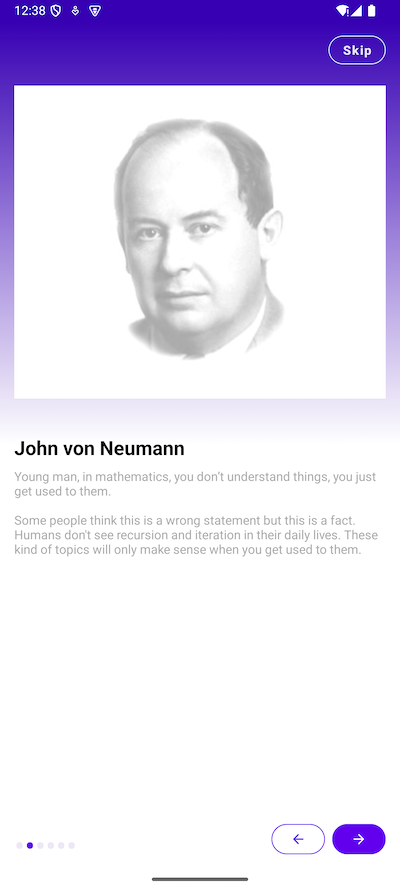 12:38
Skip
John von Neumann
Young man, in mathematics, you don't understand things, you just
get used to them.
Some people think this is a wrong statement but this is a fact.
Humans don't see recursion and iteration in their daily lives. These
kind of topics will only make sense when you get used to them.